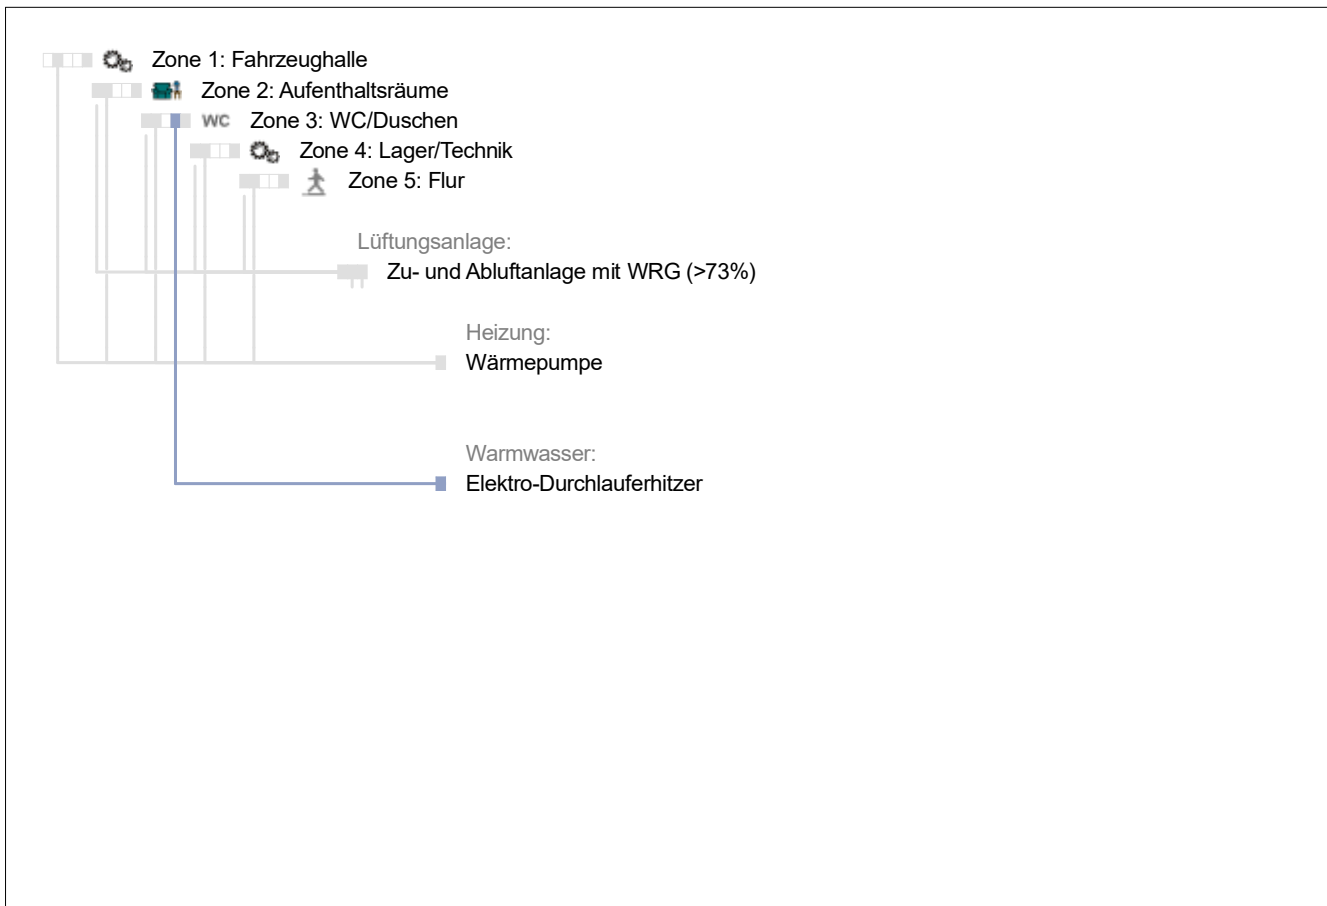 Zone 1: Fahrzeughalle
Zone 2: Aufenthaltsräume
WC Zone 3: WC/Duschen
Zone 4: Lager/Technik
Zone 5: Flur
Lüftungsanlage:
Zu- und Abluftanlage mit WRG (>73%)
Heizung:
Wärmepumpe
Warmwasser:
Elektro-Durchlauferhitzer